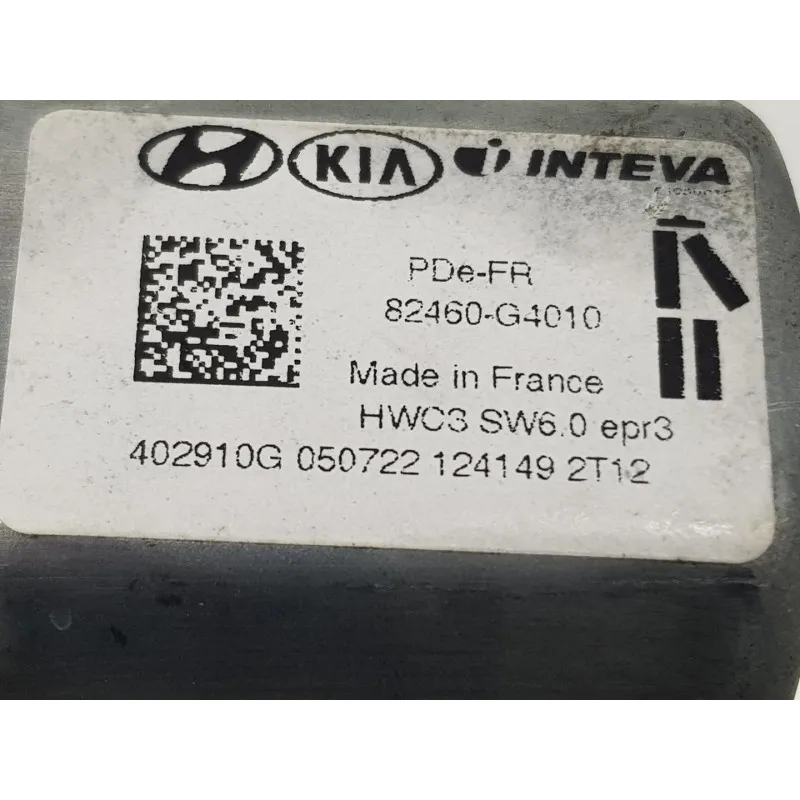 KIA INTEVA
PDe-FR
82460-G4010
Made in France
HWC3 SW6.0 epr3
402910G 050722 124149 2T12